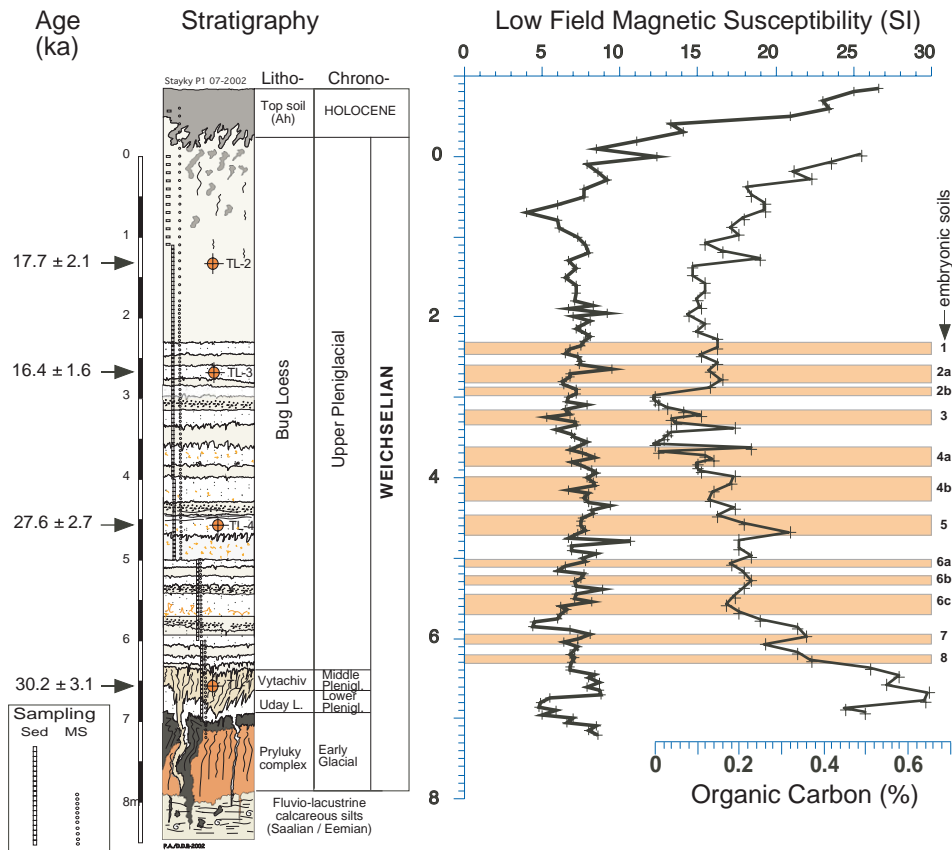 Age
(ka)
Stratigraphy
Low Field Magnetic Susceptibility (SI)
Stayky P1 07-2002
Litho-
Chrono-
0
5
10
15
20
25
30
Top soil
(Ah)
HOLOCENE
0
1
2
3
4
5
6
7
8m
17.7 ± 2.1
16.4 ± 1.6
27.6 ± 2.7
30.2 ± 3.1
TL-2
TL-3
TL-4
Bug Loess
Upper Pleniglacial
WEICHSELIAN
Vytachiv
Middle
Plenigl.
Uday L.
Lower
Plenigl.
Pryluky
complex
Early
Glacial
Fluvio-lacustrine
calcareous silts
(Saalian / Eemian)
P.A./D.D.B-2002
Sampling
Sed
MS
0
2
4
6
8
embryonic soils
1
2a
2b
3
4a
4b
5
6a
6b
6c
7
8
0
0.2
0.4
0.6
Organic Carbon (%)